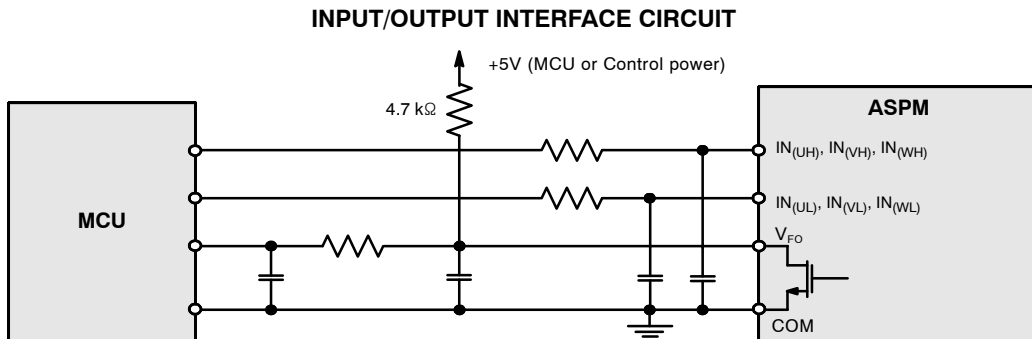 INPUT/OUTPUT INTERFACE CIRCUIT
+5V (MCU or Control power)
4.7 kΩ
ASPM
IN(UH), IN(VH), IN(WH)
IN(UL), IN(VL), IN(WL)
MCU
VFO
COM